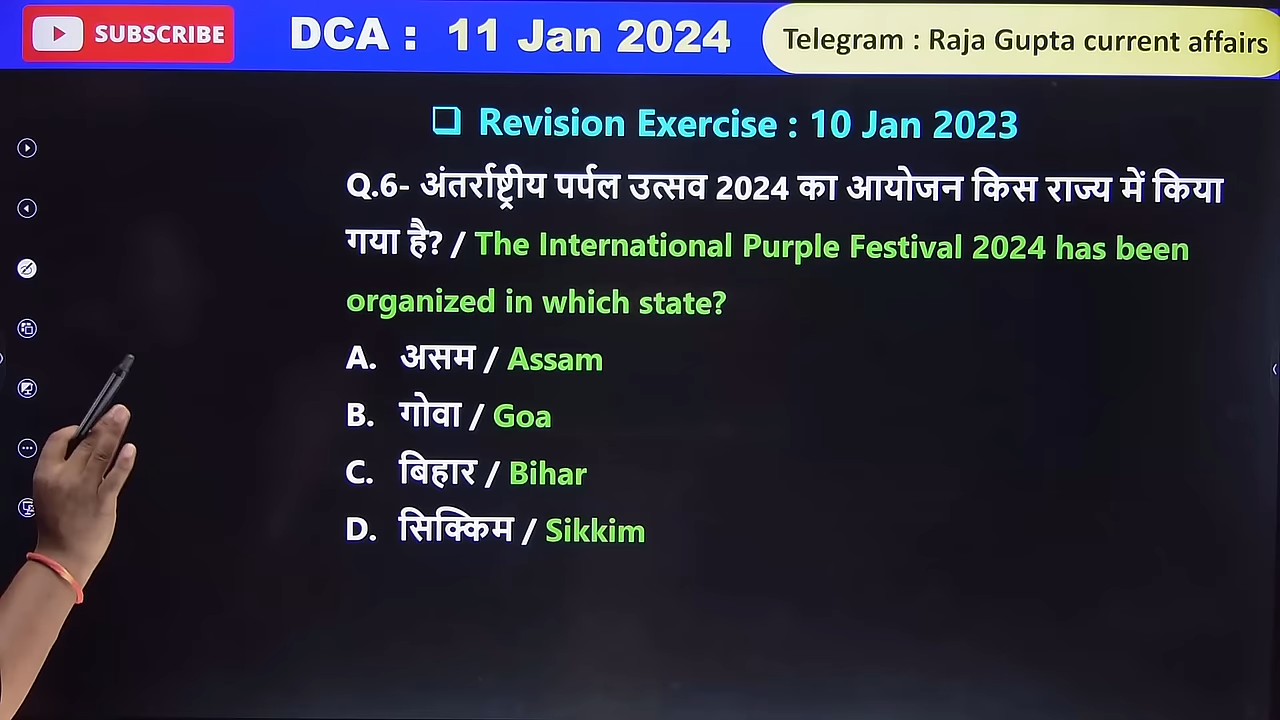 SUBSCRIBE
DCA : 11 Jan 2024
Telegram : Raja Gupta current affairs
❑ Revision Exercise : 10 Jan 2023
Q.6- अंतर्राष्ट्रीय पर्पल उत्सव 2024 का आयोजन किस राज्य में किया
गया है? / The International Purple Festival 2024 has been
organized in which state?
A. असम / Assam
B. गोवा / Goa
C. बिहार / Bihar
D. सिक्किम / Sikkim